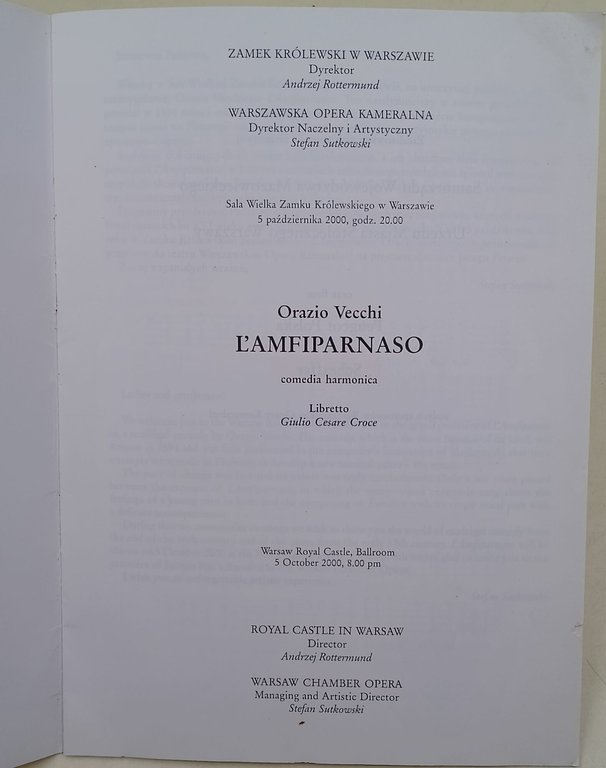 ZAMEK KRÓLEWSKI W WARSZAWIE
Dyrektor
Andrzej Rottermund
WARSZAWSKA OPERA KAMERALNA
Dyrektor Naczelny i Artystyczny
Stefan Sutkowski
Sala Wielka Zamku Królewskiego w Warszawie
5 października 2000, godz. 20.00
Orazio Vecchi
L'AMFIPARNASO
comedia harmonica
Libretto
Giulio Cesare Croce
Warsaw Royal Castle, Ballroom
5 October 2000, 8.00 pm
ROYAL CASTLE IN WARSAW
Director
Andrzej Rottermund
WARSAW CHAMBER OPERA
Managing and Artistic Director
Stefan Sutkowski